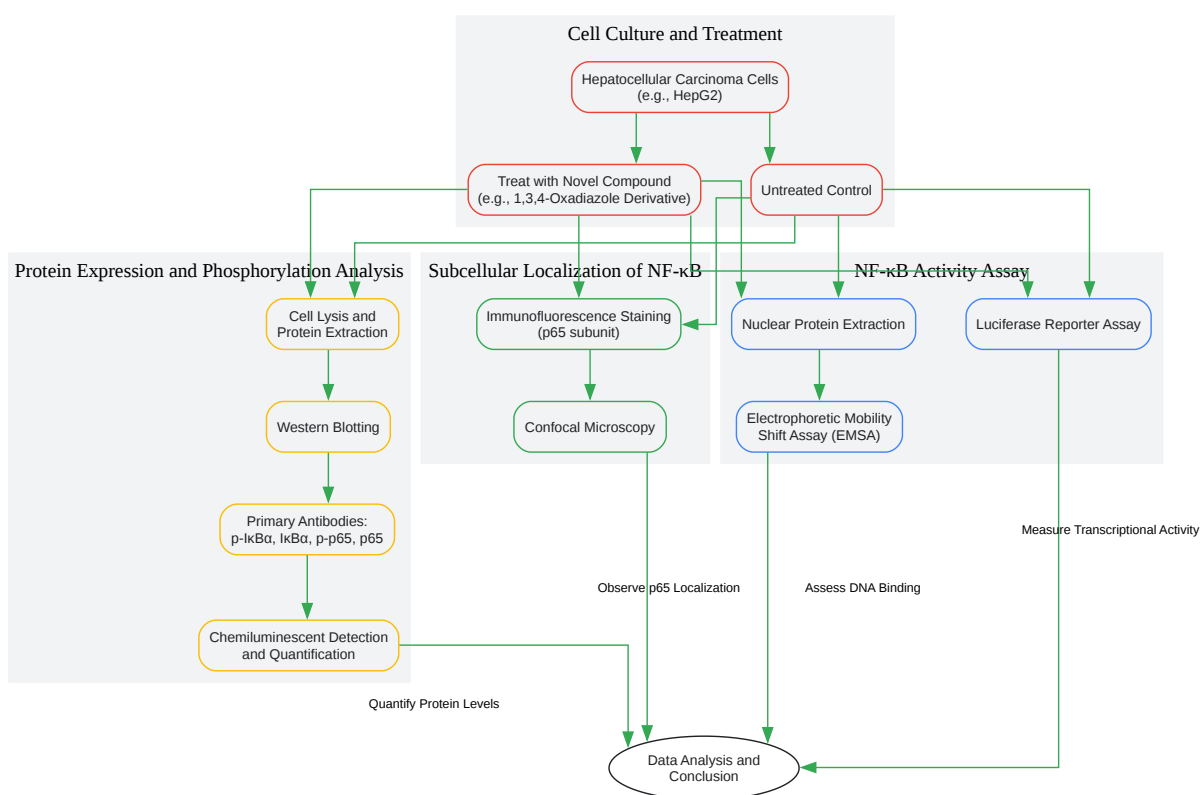 Cell Culture and Treatment
Hepatocellular Carcinoma Cells
(e.g., HepG2)
Treat with Novel Compound
(e.g., 1,3,4-Oxadiazole Derivative)
Untreated Control
Protein Expression and Phosphorylation Analysis
Subcellular Localization of NF-κB
NF-κB Activity Assay
Cell Lysis and
Protein Extraction
Immunofluorescence Staining
(p65 subunit)
Nuclear Protein Extraction
Luciferase Reporter Assay
Western Blotting
Confocal Microscopy
Electrophoretic Mobility
Shift Assay (EMSA)
Primary Antibodies:
p-IκBα, IκBα, p-p65, p65
Measure Transcriptional Activity
Observe p65 Localization
Assess DNA Binding
Chemiluminescent Detection
and Quantification
Quantify Protein Levels
Data Analysis and
Conclusion